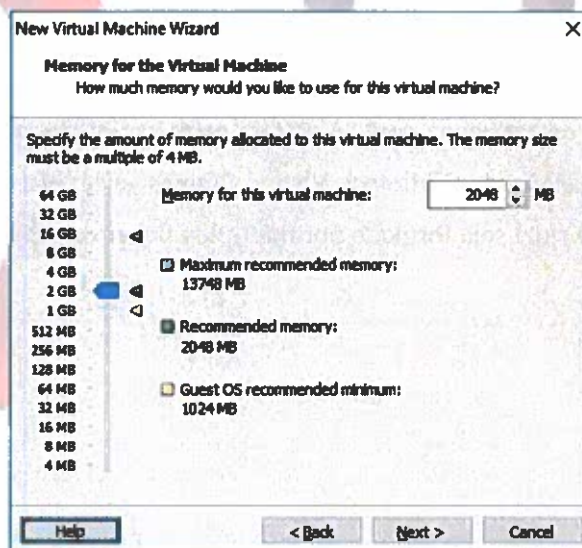 New Virtual Machine Wizard
Memory for the Virtual Machine
How much memory would you like to use for this virtual machine?
Specify the amount of memory allocated to this virtual machine. The memory size
must be a multiple of 4 MB.
64 GB
32 GB
16 GB
8 GB
4 GB
2 GB
1 GB
512 MB
256 MB
128 MB
64 MB
32 MB
16 MB
8 MB
4 MB
Memory for this virtual machine: 2048 MB
Maximum recommended memory:
13748 MB
Recommended memory:
2048 MB
Guest OS recommended minimum:
1024 MB
Help
< Back
Next >
Cancel